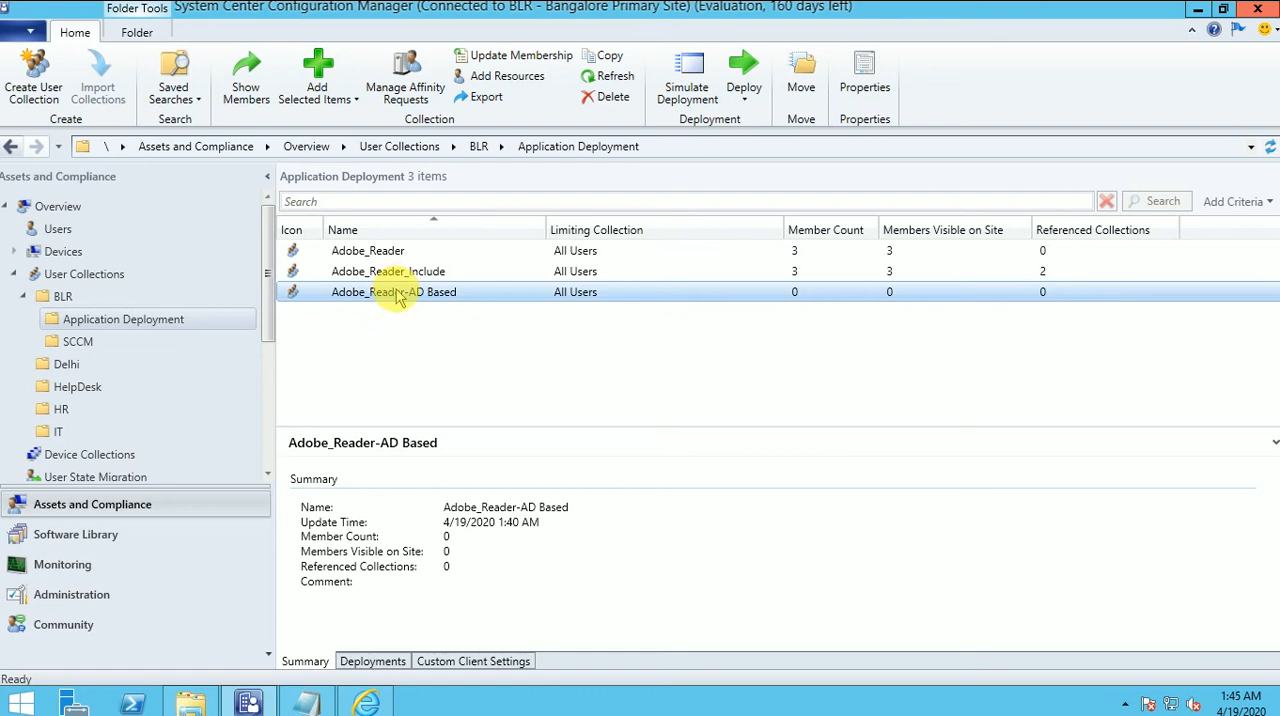 Folder Tools System Center Configuration Manager (Connected to BLR - Bangalore Primary Site) (Evaluation, 160 days left)
Home Folder
Create User Collection
Import Collections
Create
Saved Searches
Search
Show Members
Add Selected Items
Manage Affinity Requests
Update Membership
Add Resources
Export
Copy
Refresh
Delete
Collection
Simulate Deployment
Deploy
Deployment
Move
Move
Properties
Properties
\ Assets and Compliance Overview User Collections BLR Application Deployment
Assets and Compliance
Overview
Users
Devices
User Collections
BLR
Application Deployment
SCCM
Delhi
HelpDesk
HR
IT
Device Collections
User State Migration
Assets and Compliance
Software Library
Monitoring
Administration
Community
Application Deployment 3 items
Search Search Add Criteria
Icon Name Limiting Collection Member Count Members Visible on Site Referenced Collections
Adobe_Reader All Users 3 3 0
Adobe_Reader_Include All Users 3 3 2
Adobe_Reader-AD Based All Users 0 0 0
Adobe_Reader-AD Based
Summary
Name: Adobe_Reader-AD Based
Update Time: 4/19/2020 1:40 AM
Member Count: 0
Members Visible on Site: 0
Referenced Collections: 0
Comment:
Summary Deployments Custom Client Settings
Ready
1:45 AM
4/19/2020